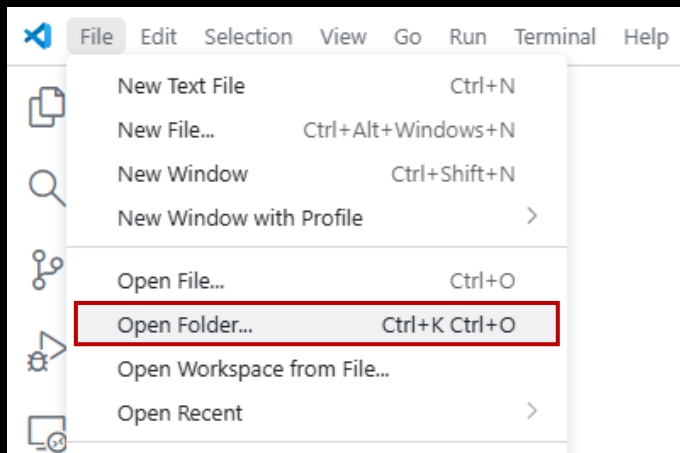 File Edit Selection View Go Run Terminal Help
New Text File Ctrl+N
New File... Ctrl+Alt+Windows+N
New Window Ctrl+Shift+N
New Window with Profile
Open File... Ctrl+O
Open Folder... Ctrl+K Ctrl+O
Open Workspace from File...
Open Recent